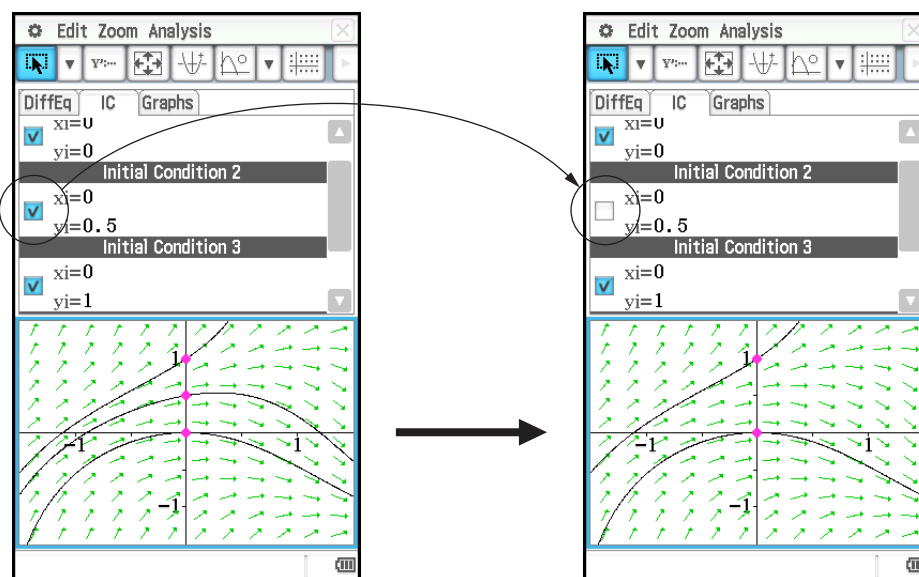 Edit Zoom Analysis
Y':···
DiffEq IC Graphs
xi=0
yi=0
Initial Condition 2
xi=0
yi=0.5
Initial Condition 3
xi=0
yi=1
1
-1
1
-1
Edit Zoom Analysis
Y':···
DiffEq IC Graphs
xi=0
yi=0
Initial Condition 2
xi=0
yi=0.5
Initial Condition 3
xi=0
yi=1
1
-1
1
-1